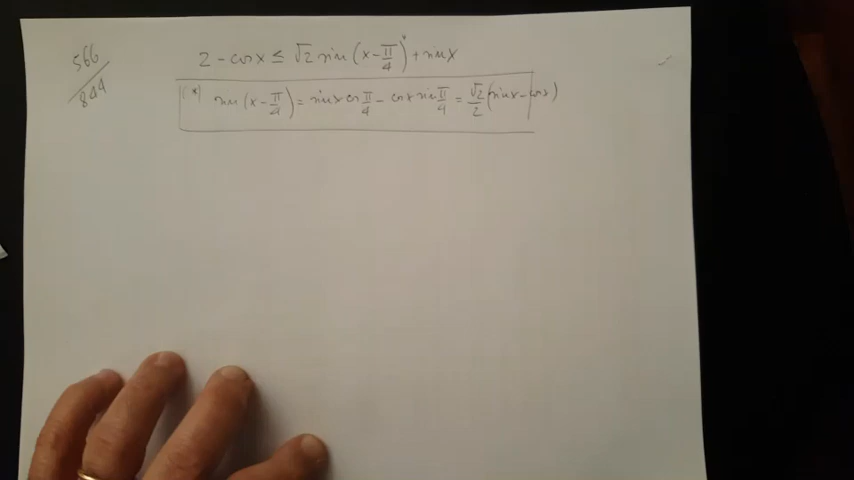 566
844
2 - cos x ≤ √2 sin (x - π/4)* + sin x
(*) sin (x - π/4) = sin x cos π/4 - cos x sin π/4 = √2/2 (sin x - cos)